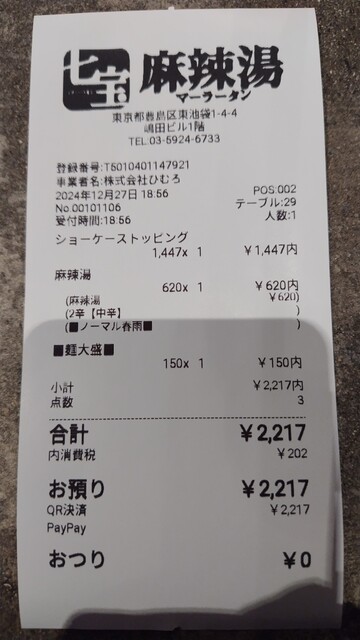 七宝 麻辣湯
マーラータン
東京都豊島区東池袋1-4-4
嶋田ビル1階
TEL.03-5924-6733
登録番号:T5010401147921
事業者名:株式会社ひむろ
2024年12月27日 18:56 POS:002
No.00101106 テーブル:29
受付時間:18:56 人数:1
ショーケーストッピング
1,447x 1 ¥1,447内
麻辣湯
620x 1 ¥620内
(麻辣湯 ¥620)
(2辛【中辛】 )
(■ノーマル春雨■ )
■麺大盛■
150x 1 ¥150内
小計 ¥2,217内
点数 3
合計 ¥2,217
内消費税 ¥202
お預り ¥2,217
QR決済 ¥2,217
PayPay
おつり ¥0